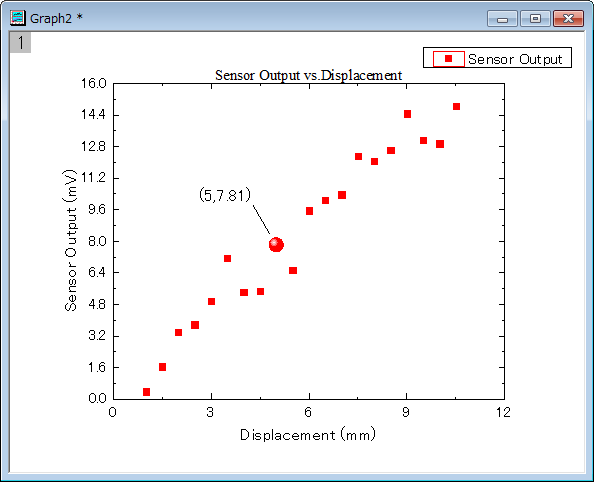 Graph2 *
1
Sensor Output
Sensor Output vs.Displacement
16.0
14.4
12.8
11.2
9.6
8.0
6.4
4.8
3.2
1.6
0.0
Sensor Output (mV)
(5,7.81)
0 3 6 9 12
Displacement (mm)